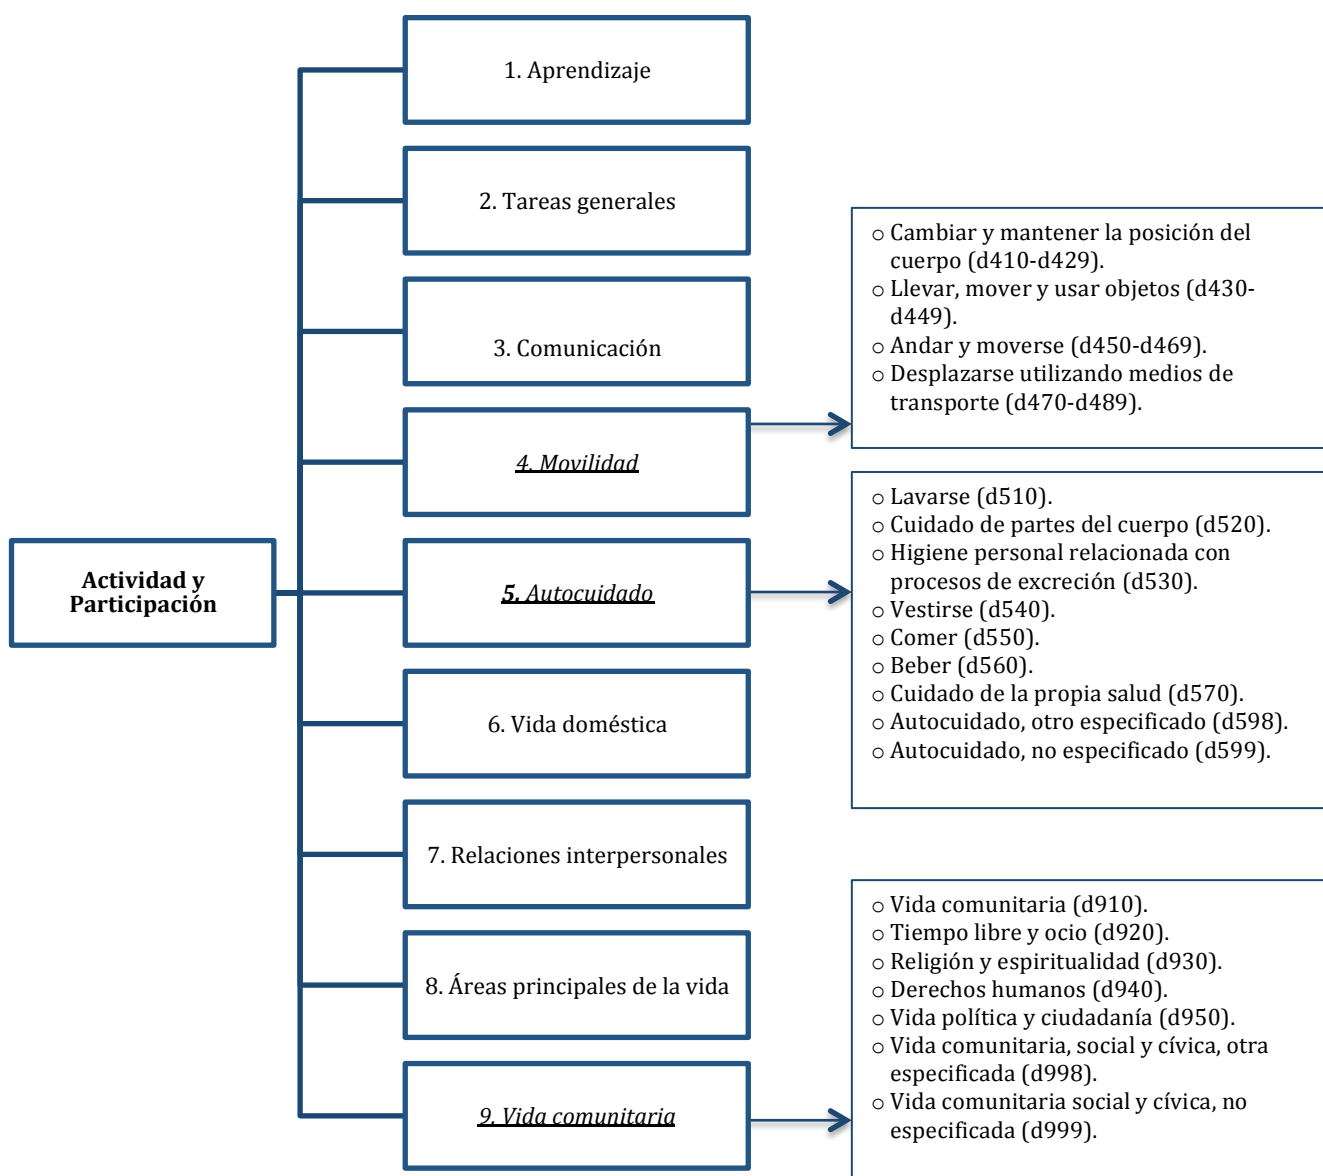 1. Aprendizaje
2. Tareas generales
3. Comunicación
4. Movilidad
○ Cambiar y mantener la posición del
cuerpo (d410-d429).
○ Llevar, mover y usar objetos (d430-
d449).
○ Andar y moverse (d450-d469).
○ Desplazarse utilizando medios de
transporte (d470-d489).
Actividad y
Participación
5. Autocuidado
○ Lavarse (d510).
○ Cuidado de partes del cuerpo (d520).
○ Higiene personal relacionada con
procesos de excreción (d530).
○ Vestirse (d540).
○ Comer (d550).
○ Beber (d560).
○ Cuidado de la propia salud (d570).
○ Autocuidado, otro especificado (d598).
○ Autocuidado, no especificado (d599).
6. Vida doméstica
7. Relaciones interpersonales
8. Áreas principales de la vida
9. Vida comunitaria
○ Vida comunitaria (d910).
○ Tiempo libre y ocio (d920).
○ Religión y espiritualidad (d930).
○ Derechos humanos (d940).
○ Vida política y ciudadanía (d950).
○ Vida comunitaria, social y cívica, otra
especificada (d998).
○ Vida comunitaria social y cívica, no
especificada (d999).